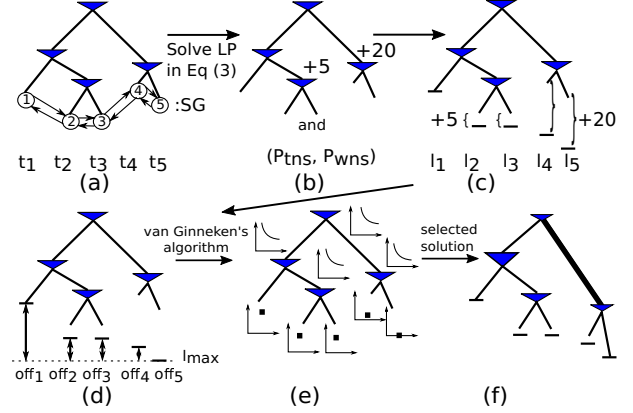 Solve LP
in Eq (3)
+5
+20
1
2
3
4
5
:SG
and
+5 { {
+20
t1 t2 t3 t4 t5
(Ptns, Pwns)
l1 l2 l3 l4 l5
(a)
(b)
(c)
van Ginneken's
algorithm
selected
solution
lmax
off1 off2 off3 off4 off5
(d)
(e)
(f)